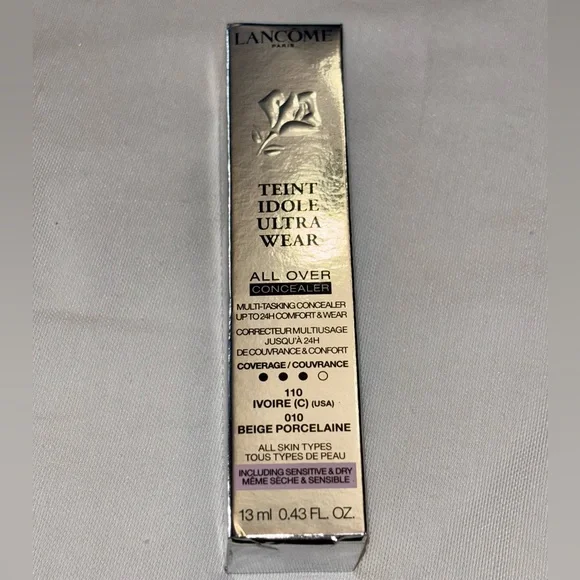 LANCÔME
PARIS
TEINT
IDOLE
ULTRA
WEAR
ALL OVER
CONCEALER
MULTI-TASKING CONCEALER
UP TO 24H COMFORT & WEAR
CORRECTEUR MULTIUSAGE
JUSQU'À 24H
DE COUVRANCE & CONFORT
COVERAGE / COUVRANCE
110
IVOIRE (C) (USA)
010
BEIGE PORCELAINE
ALL SKIN TYPES
TOUS TYPES DE PEAU
INCLUDING SENSITIVE & DRY
MÊME SÈCHE & SENSIBLE
13 ml 0.43 FL. OZ.